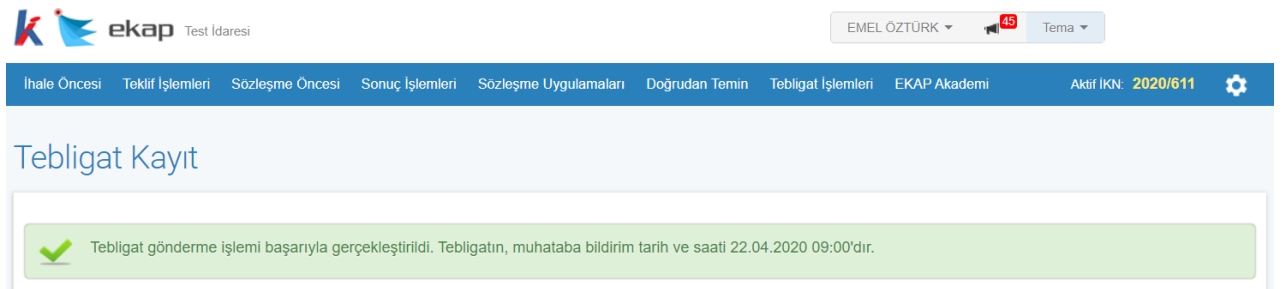 ekap Test İdaresi EMEL ÖZTÜRK 45 Tema
İhale Öncesi Teklif İşlemleri Sözleşme Öncesi Sonuç İşlemleri Sözleşme Uygulamaları Doğrudan Temin Tebligat İşlemleri EKAP Akademi Aktif İKN: 2020/611
Tebligat Kayıt
Tebligat gönderme işlemi başarıyla gerçekleştirildi. Tebligatın, muhataba bildirim tarih ve saati 22.04.2020 09:00'dır.